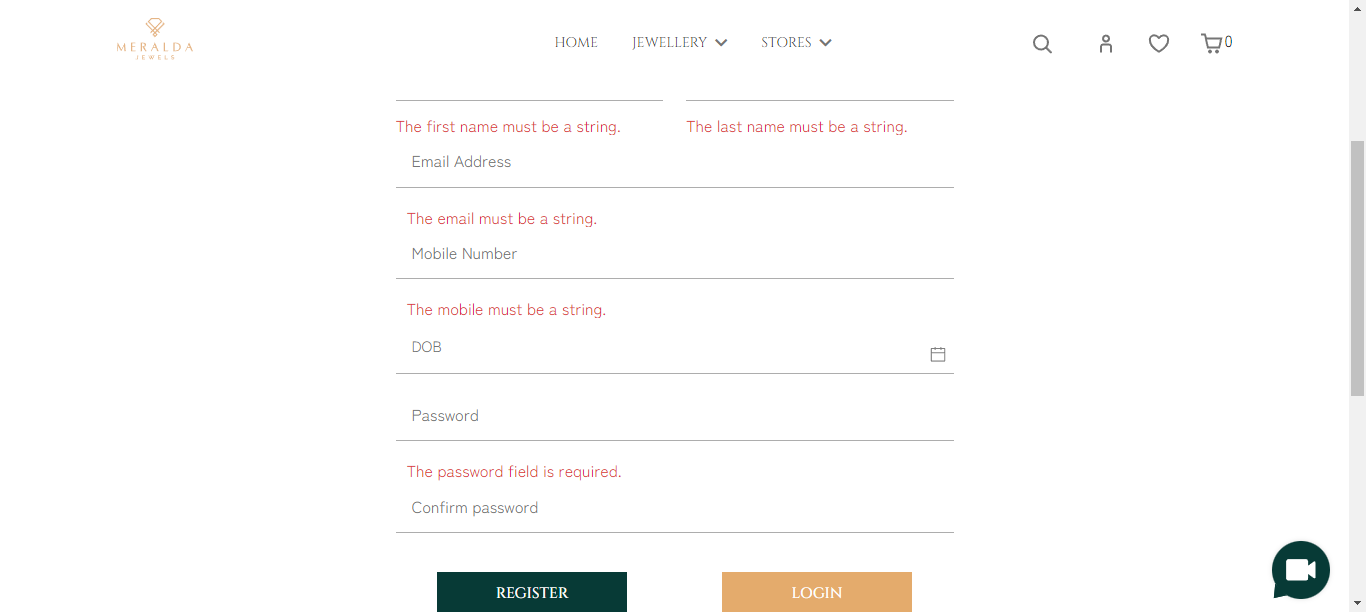 MERALDA
JEWELS
HOME JEWELLERY STORES 0
The first name must be a string. The last name must be a string.
Email Address
The email must be a string.
Mobile Number
The mobile must be a string.
DOB
Password
The password field is required.
Confirm password
REGISTER LOGIN